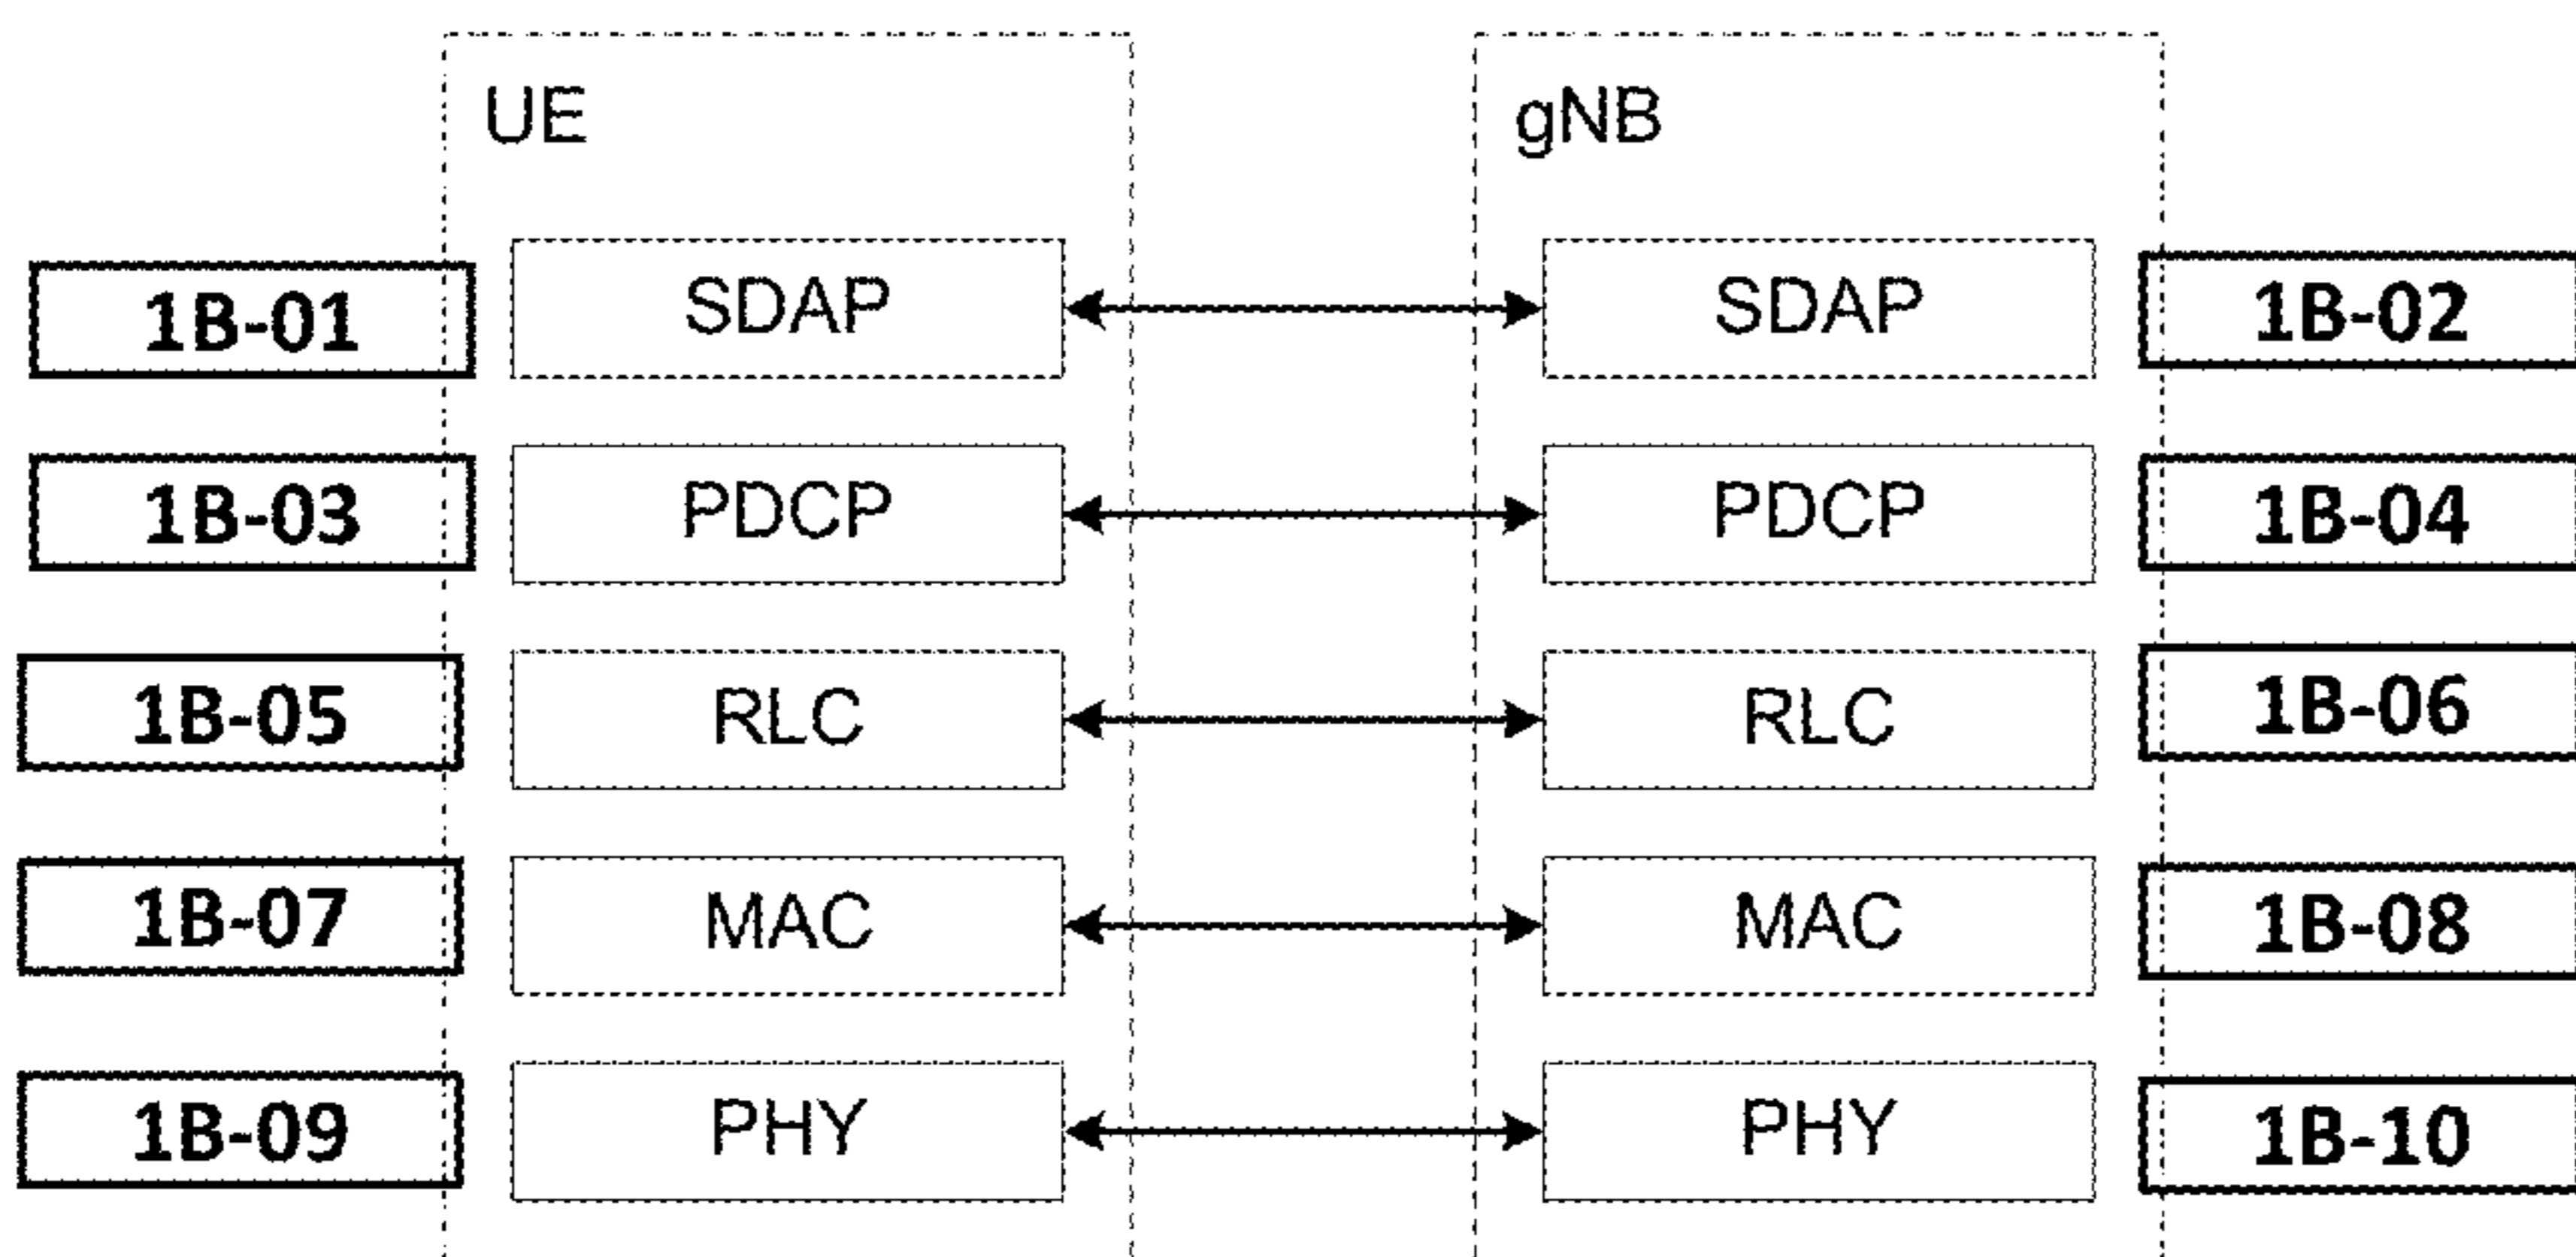 UE gNB
1B-01 SDAP SDAP 1B-02
1B-03 PDCP PDCP 1B-04
1B-05 RLC RLC 1B-06
1B-07 MAC MAC 1B-08
1B-09 PHY PHY 1B-10